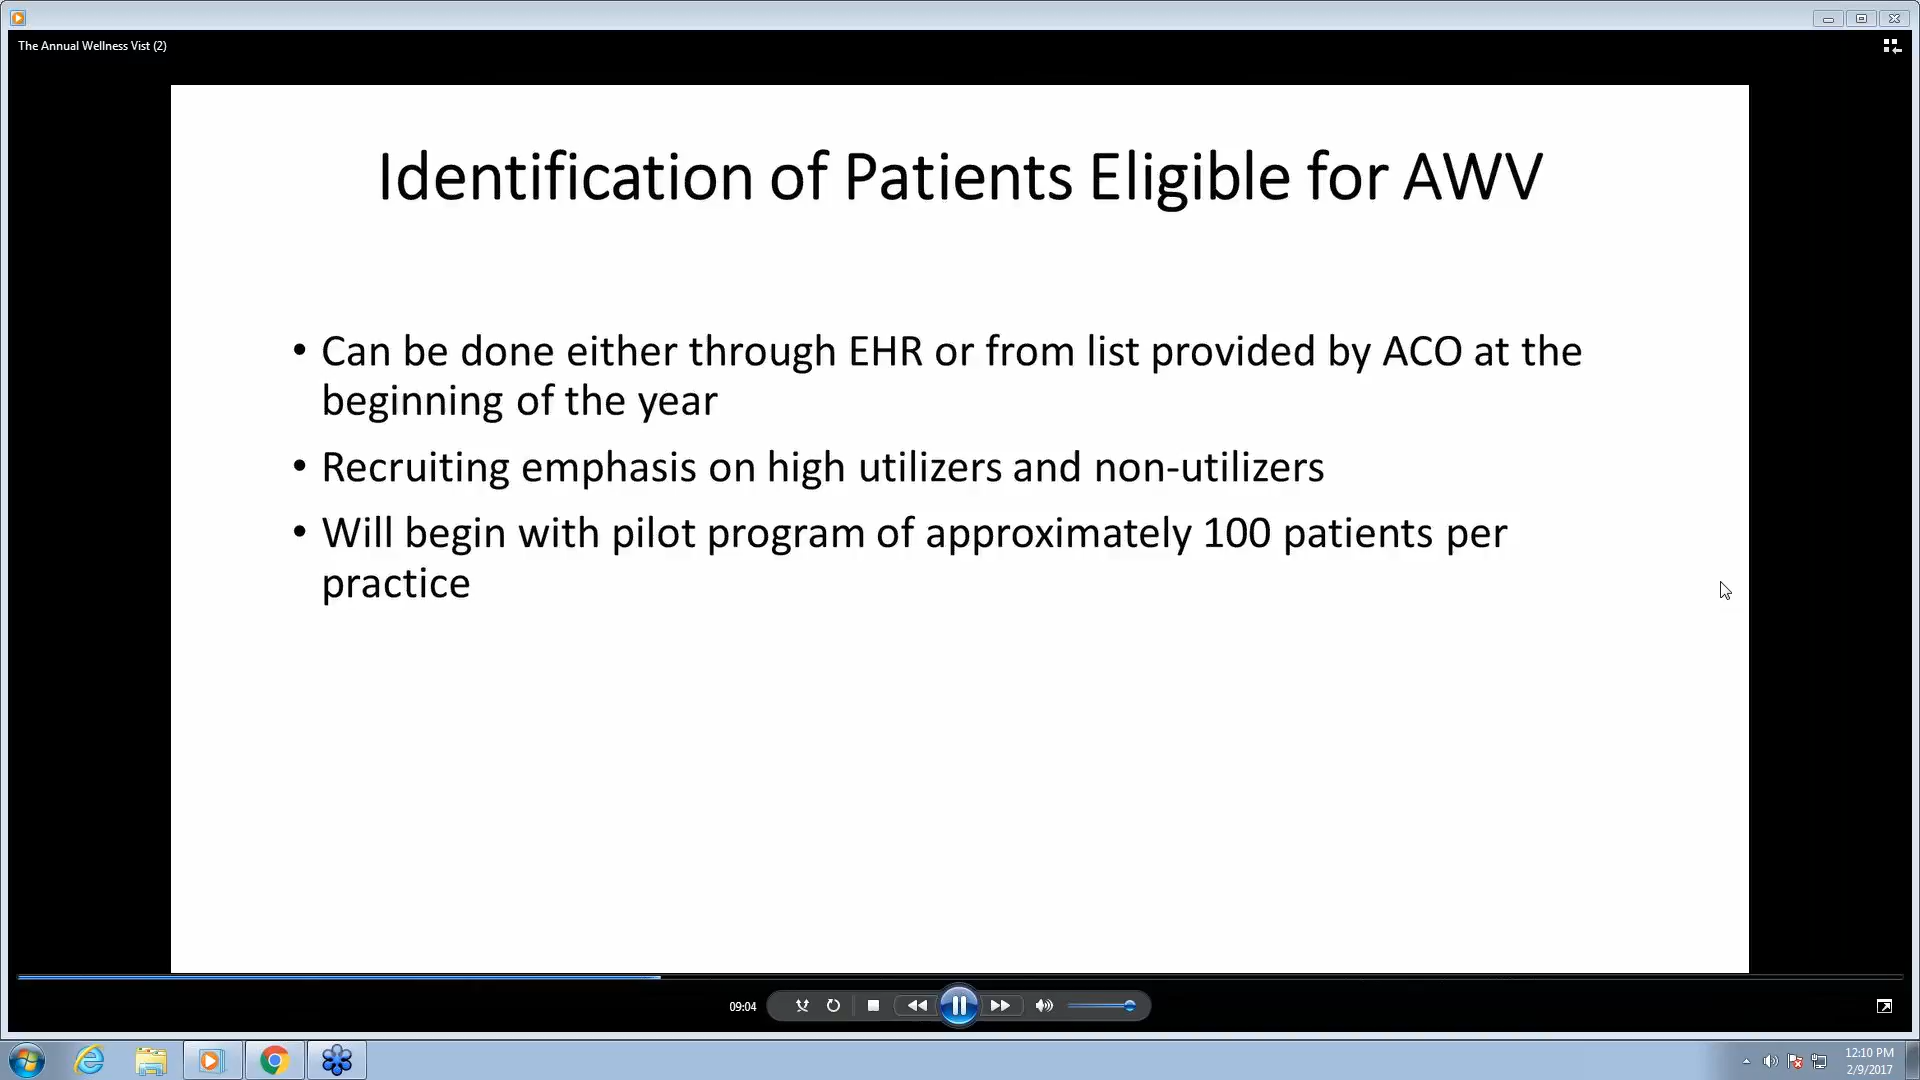 The Annual Wellness Vist (2)
Identification of Patients Eligible for AWV
• Can be done either through EHR or from list provided by ACO at the
beginning of the year
• Recruiting emphasis on high utilizers and non-utilizers
• Will begin with pilot program of approximately 100 patients per
practice
09:04
12:10 PM
2/9/2017